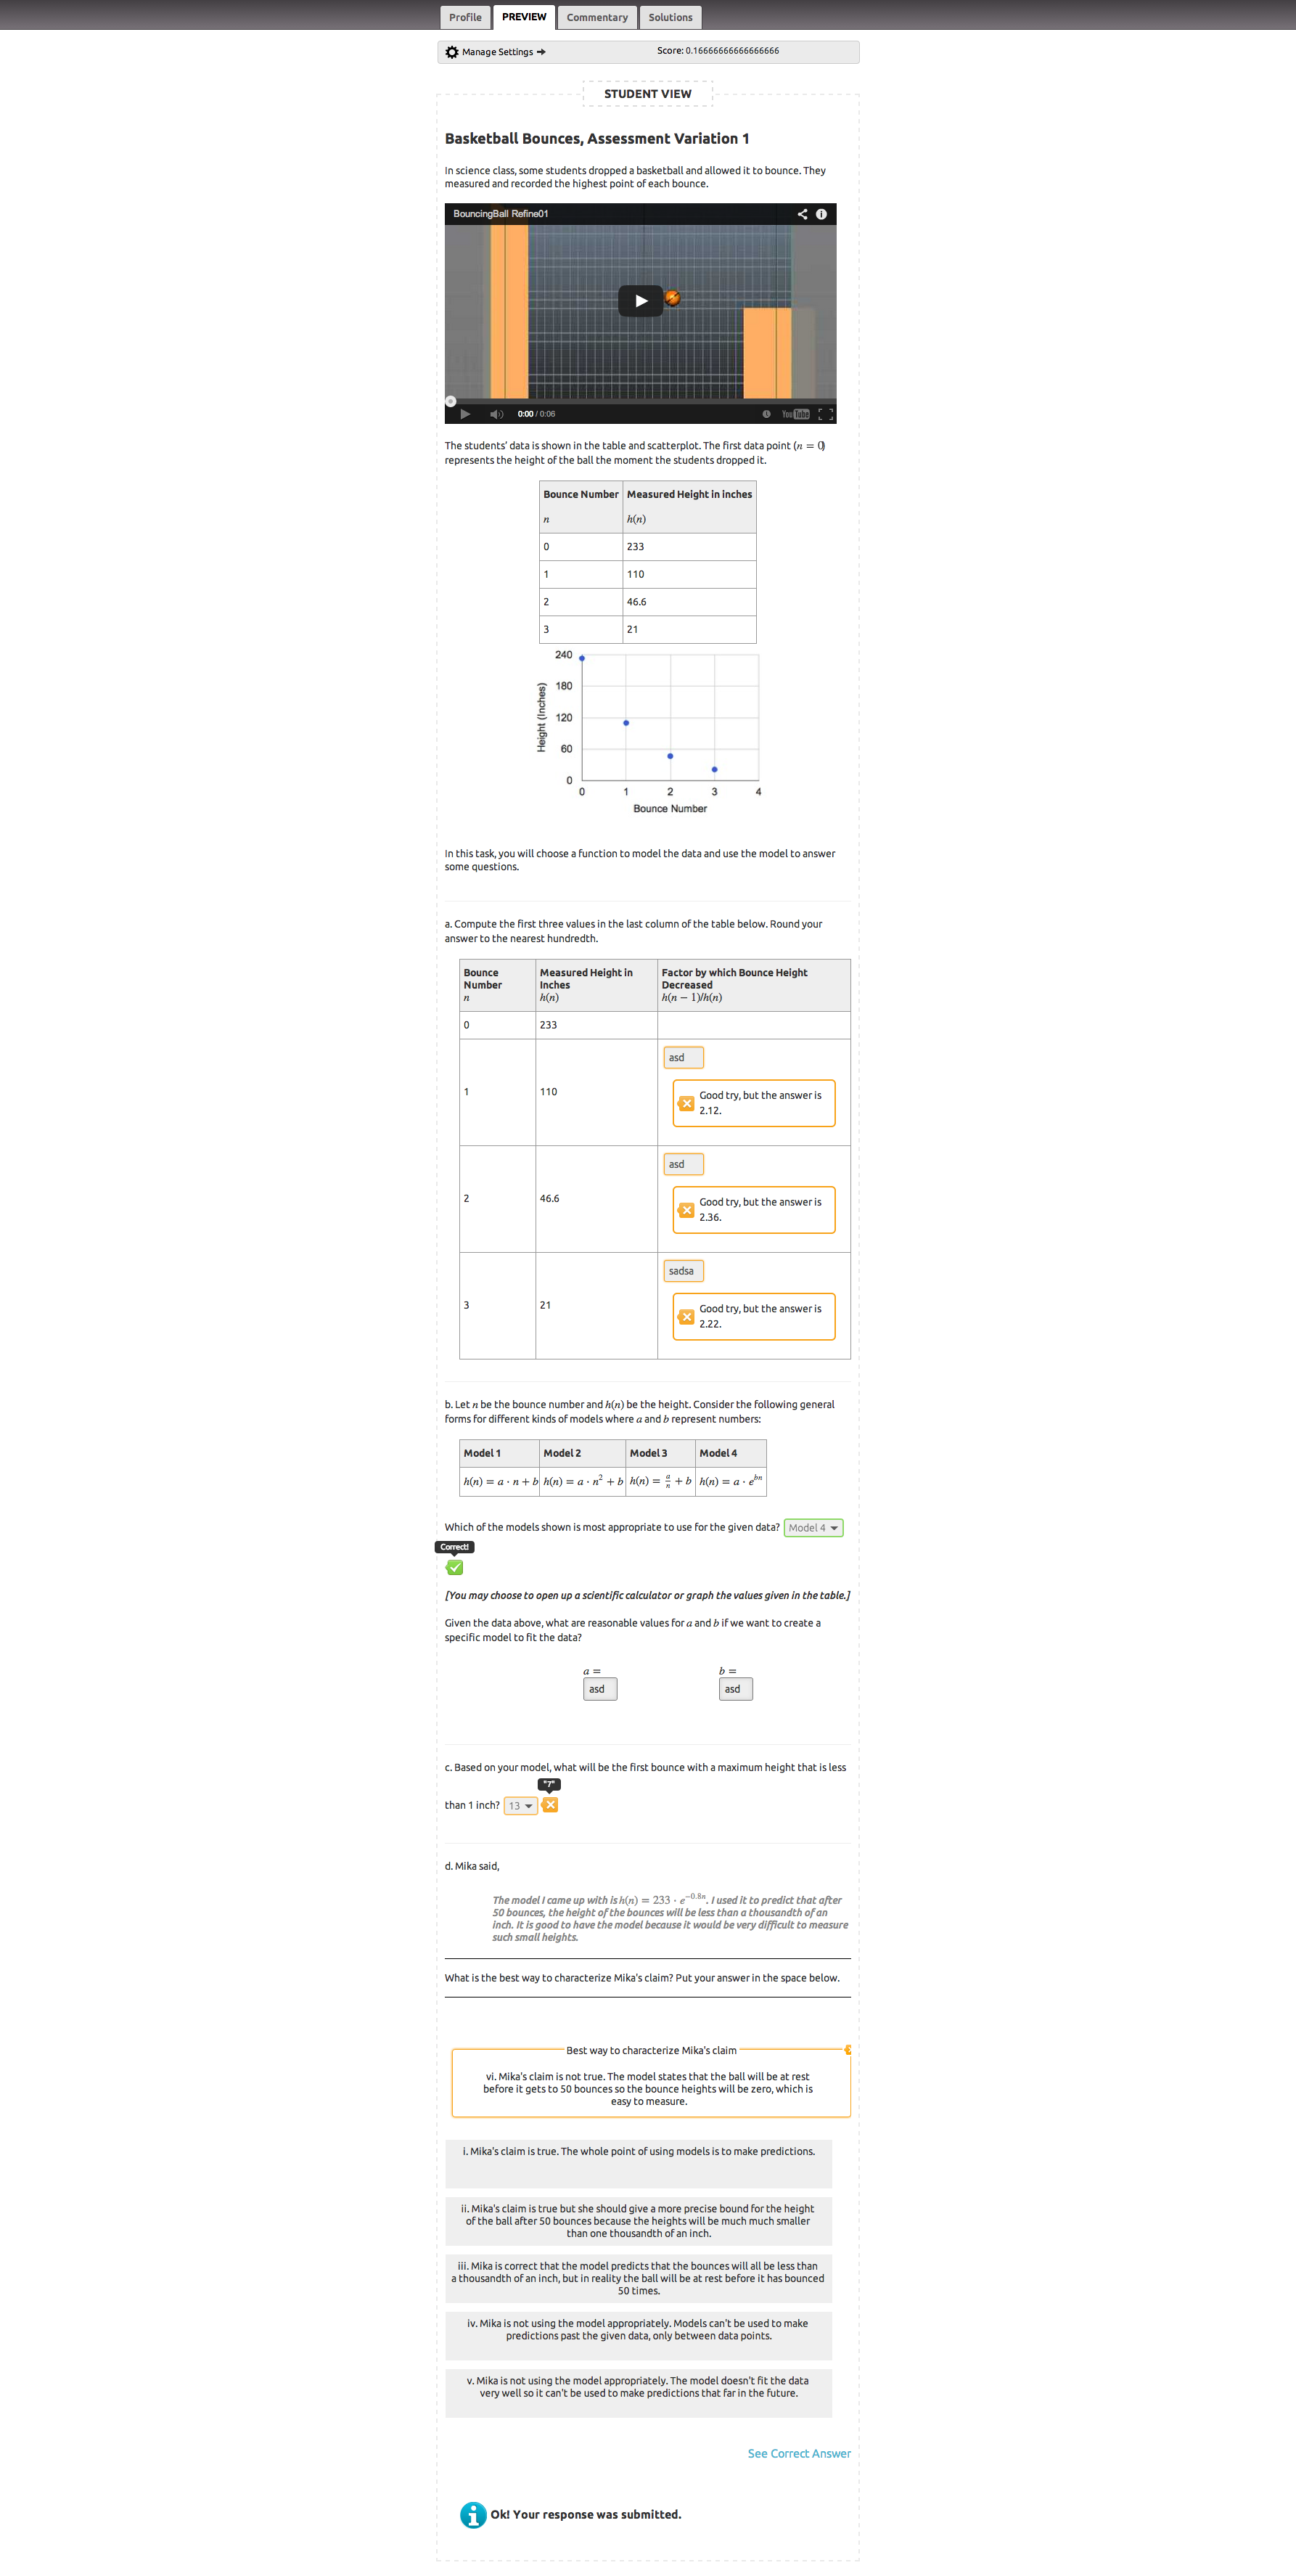 Profile
PREVIEW
Commentary
Solutions
Manage Settings ➔
Score: 0.16666666666666666
STUDENT VIEW
Basketball Bounces, Assessment Variation 1
In science class, some students dropped a basketball and allowed it to bounce. They
measured and recorded the highest point of each bounce.
BouncingBall Refine01
0:00 / 0:06
YouTube
The students' data is shown in the table and scatterplot. The first data point (n = 0)
represents the height of the ball the moment the students dropped it.
Bounce Number Measured Height in inches
n h(n)
0 233
1 110
2 46.6
3 21
240
180
120
60
0
Height (Inches)
0 1 2 3 4
Bounce Number
In this task, you will choose a function to model the data and use the model to answer
some questions.
a. Compute the first three values in the last column of the table below. Round your
answer to the nearest hundredth.
Bounce Measured Height in Factor by which Bounce Height
Number Inches Decreased
n h(n) h(n − 1)/h(n)
0 233
asd
1 110 Good try, but the answer is
2.12.
asd
2 46.6 Good try, but the answer is
2.36.
sadsa
3 21 Good try, but the answer is
2.22.
b. Let n be the bounce number and h(n) be the height. Consider the following general
forms for different kinds of models where a and b represent numbers:
Model 1 Model 2 Model 3 Model 4
h(n) = a · n + b h(n) = a · n² + b h(n) = a/n + b h(n) = a · e^{bn}
Which of the models shown is most appropriate to use for the given data? Model 4
Correct!
[You may choose to open up a scientific calculator or graph the values given in the table.]
Given the data above, what are reasonable values for a and b if we want to create a
specific model to fit the data?
a = b =
asd asd
c. Based on your model, what will be the first bounce with a maximum height that is less
"7"
than 1 inch? 13
d. Mika said,
The model I came up with is h(n) = 233 · e^{−0.8n}. I used it to predict that after
50 bounces, the height of the bounces will be less than a thousandth of an
inch. It is good to have the model because it would be very difficult to measure
such small heights.
What is the best way to characterize Mika's claim? Put your answer in the space below.
Best way to characterize Mika's claim
vi. Mika's claim is not true. The model states that the ball will be at rest
before it gets to 50 bounces so the bounce heights will be zero, which is
easy to measure.
i. Mika's claim is true. The whole point of using models is to make predictions.
ii. Mika's claim is true but she should give a more precise bound for the height
of the ball after 50 bounces because the heights will be much much smaller
than one thousandth of an inch.
iii. Mika is correct that the model predicts that the bounces will all be less than
a thousandth of an inch, but in reality the ball will be at rest before it has bounced
50 times.
iv. Mika is not using the model appropriately. Models can't be used to make
predictions past the given data, only between data points.
v. Mika is not using the model appropriately. The model doesn't fit the data
very well so it can't be used to make predictions that far in the future.
See Correct Answer
Ok! Your response was submitted.